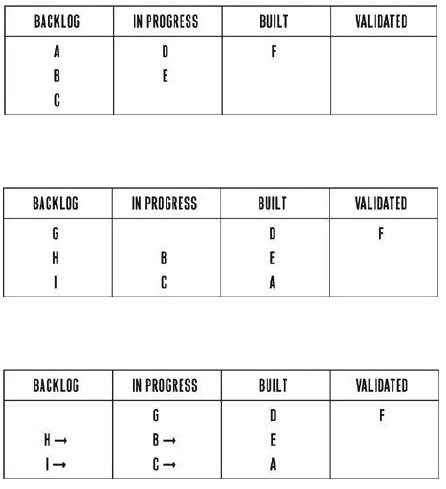 BACKLOG IN PROGRESS BUILT VALIDATED
A D F
B E
C
BACKLOG IN PROGRESS BUILT VALIDATED
G D F
H B E
I C A
BACKLOG IN PROGRESS BUILT VALIDATED
G D F
H → B → E
I → C → A